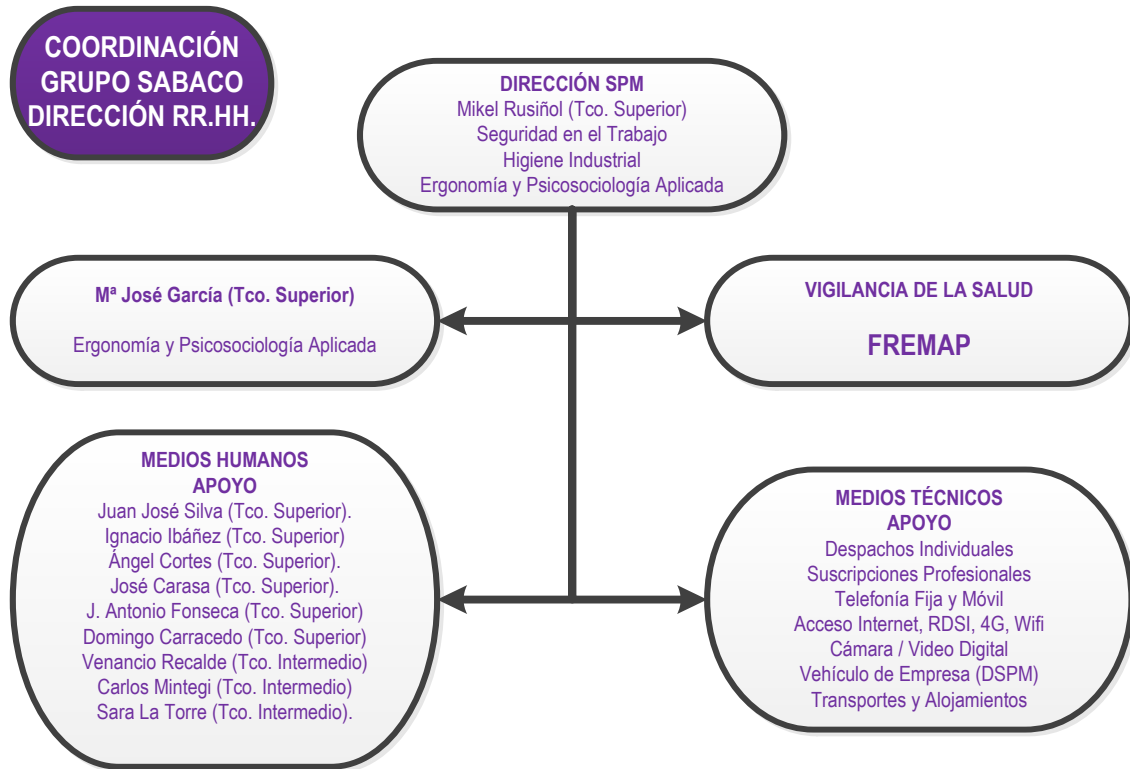 COORDINACIÓN
GRUPO SABACO
DIRECCIÓN RR.HH.
DIRECCIÓN SPM
Mikel Rusiñol (Tco. Superior)
Seguridad en el Trabajo
Higiene Industrial
Ergonomía y Psicosociología Aplicada
Mª José García (Tco. Superior)
Ergonomía y Psicosociología Aplicada
VIGILANCIA DE LA SALUD
FREMAP
MEDIOS HUMANOS
APOYO
Juan José Silva (Tco. Superior).
Ignacio Ibáñez (Tco. Superior)
Ángel Cortes (Tco. Superior).
José Carasa (Tco. Superior).
J. Antonio Fonseca (Tco. Superior)
Domingo Carracedo (Tco. Superior)
Venancio Recalde (Tco. Intermedio)
Carlos Mintegi (Tco. Intermedio)
Sara La Torre (Tco. Intermedio).
MEDIOS TÉCNICOS
APOYO
Despachos Individuales
Suscripciones Profesionales
Telefonía Fija y Móvil
Acceso Internet, RDSI, 4G, Wifi
Cámara / Video Digital
Vehículo de Empresa (DSPM)
Transportes y Alojamientos